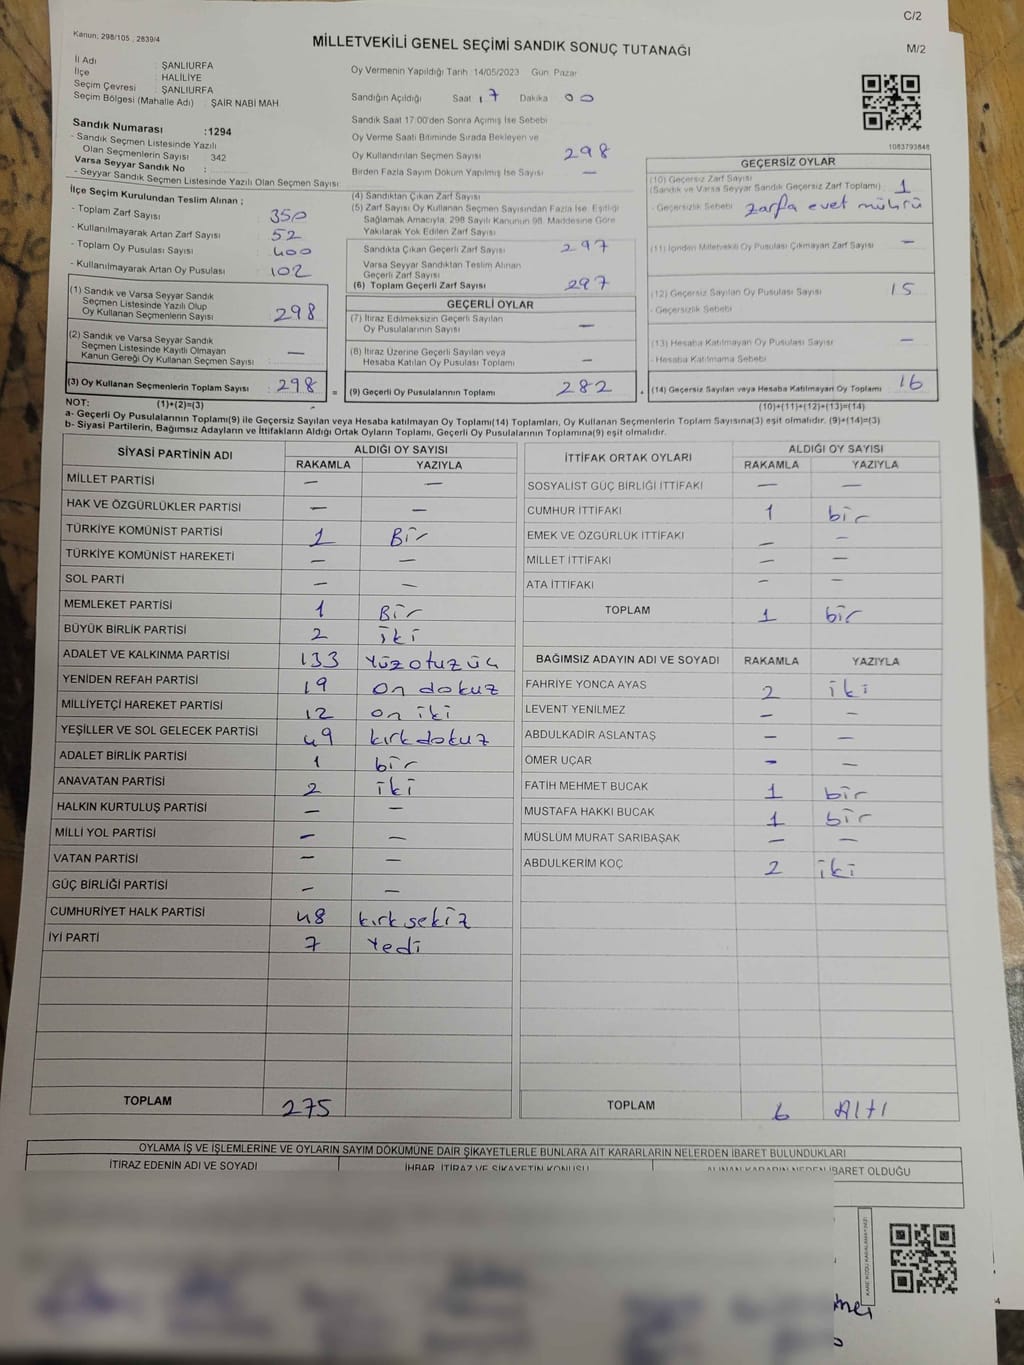 C/2
Kanun: 298/105 , 2839/4
MİLLETVEKİLİ GENEL SEÇİMİ SANDIK SONUÇ TUTANAĞI
M/2
İl Adı : ŞANLIURFA
İlçe : HALİLİYE
Seçim Çevresi : ŞANLIURFA
Seçim Bölgesi (Mahalle Adı) : ŞAİR NABİ MAH.
Sandık Numarası :1294
- Sandık Seçmen Listesinde Yazılı
Olan Seçmenlerin Sayısı : 342
Varsa Seyyar Sandık No :
- Seyyar Sandık Seçmen Listesinde Yazılı Olan Seçmen Sayısı :
Oy Vermenin Yapıldığı Tarih :14/05/2023 Gün: Pazar
Sandığın Açıldığı Saat 17 Dakika 00
Sandık Saat 17:00'den Sonra Açılmış İse Sebebi
Oy Verme Saati Bitiminde Sırada Bekleyen ve
Oy Kullandırılan Seçmen Sayısı 298
Birden Fazla Sayım Döküm Yapılmış İse Sayısı —
1083793848
İlçe Seçim Kurulundan Teslim Alınan ;
- Toplam Zarf Sayısı : 350
- Kullanılmayarak Artan Zarf Sayısı : 52
- Toplam Oy Pusulası Sayısı : 400
- Kullanılmayarak Artan Oy Pusulası : 102
(1) Sandık ve Varsa Seyyar Sandık
Seçmen Listesinde Yazılı Olup
Oy Kullanan Seçmenlerin Sayısı : 298
(2) Sandık ve Varsa Seyyar Sandık
Seçmen Listesinde Kayıtlı Olmayan
Kanun Gereği Oy Kullanan Seçmen Sayısı : —
(3) Oy Kullanan Seçmenlerin Toplam Sayısı : 298 =
(4) Sandıktan Çıkan Zarf Sayısı
(5) Zarf Sayısı Oy Kullanan Seçmen Sayısından Fazla İse, Eşitliği
Sağlamak Amacıyla, 298 Sayılı Kanunun 98. Maddesine Göre
Yakılarak Yok Edilen Zarf Sayısı
Sandıkta Çıkan Geçerli Zarf Sayısı 297
Varsa Seyyar Sandıktan Teslim Alınan
Geçerli Zarf Sayısı
(6) Toplam Geçerli Zarf Sayısı 297
GEÇERLİ OYLAR
(7) İtiraz Edilmeksizin Geçerli Sayılan
Oy Pusulalarının Sayısı —
(8) İtiraz Üzerine Geçerli Sayılan veya
Hesaba Katılan Oy Pusulaları Toplamı —
(9) Geçerli Oy Pusulalarının Toplamı 282 +
GEÇERSİZ OYLAR
(10) Geçersiz Zarf Sayısı
(Sandık ve Varsa Seyyar Sandık Geçersiz Zarf Toplamı) : 1
- Geçersizlik Sebebi : zarfa evet mührü
(11) İçinden Milletvekili Oy Pusulası Çıkmayan Zarf Sayısı : —
(12) Geçersiz Sayılan Oy Pusulası Sayısı 15
- Geçersizlik Sebebi
(13) Hesaba Katılmayan Oy Pusulası Sayısı —
- Hesaba Katılmama Sebebi
(14) Geçersiz Sayılan veya Hesaba Katılmayan Oy Toplamı 16
NOT: (1)+(2)=(3)
(10)+(11)+(12)+(13)=(14)
a- Geçerli Oy Pusulalarının Toplamı(9) ile Geçersiz Sayılan veya Hesaba katılmayan Oy Toplamı(14) Toplamları, Oy Kullanan Seçmenlerin Toplam Sayısına(3) eşit olmalıdır. (9)+(14)=(3)
b- Siyasi Partilerin, Bağımsız Adayların ve İttifakların Aldığı Ortak Oyların Toplamı, Geçerli Oy Pusulalarının Toplamına(9) eşit olmalıdır.
SİYASİ PARTİNİN ADI ALDIĞI OY SAYISI
RAKAMLA YAZIYLA
MİLLET PARTİSİ — —
HAK VE ÖZGÜRLÜKLER PARTİSİ — —
TÜRKİYE KOMÜNİST PARTİSİ 1 Bir
TÜRKİYE KOMÜNİST HAREKETİ — —
SOL PARTİ — —
MEMLEKET PARTİSİ 1 Bir
BÜYÜK BİRLİK PARTİSİ 2 iki
ADALET VE KALKINMA PARTİSİ 133 Yüzotuzüç
YENİDEN REFAH PARTİSİ 19 on dokuz
MİLLİYETÇİ HAREKET PARTİSİ 12 on iki
YEŞİLLER VE SOL GELECEK PARTİSİ 49 kırkdokuz
ADALET BİRLİK PARTİSİ 1 bir
ANAVATAN PARTİSİ 2 iki
HALKIN KURTULUŞ PARTİSİ — —
MİLLİ YOL PARTİSİ — —
VATAN PARTİSİ — —
GÜÇ BİRLİĞİ PARTİSİ — —
CUMHURİYET HALK PARTİSİ 48 kırksekiz
İYİ PARTİ 7 Yedi
TOPLAM 275
İTTİFAK ORTAK OYLARI ALDIĞI OY SAYISI
RAKAMLA YAZIYLA
SOSYALİST GÜÇ BİRLİĞİ İTTİFAKI — —
CUMHUR İTTİFAKI 1 bir
EMEK VE ÖZGÜRLÜK İTTİFAKI — —
MİLLET İTTİFAKI — —
ATA İTTİFAKI — —
TOPLAM 1 bir
BAĞIMSIZ ADAYIN ADI VE SOYADI RAKAMLA YAZIYLA
FAHRİYE YONCA AYAS 2 iki
LEVENT YENİLMEZ — —
ABDULKADİR ASLANTAŞ — —
ÖMER UÇAR — —
FATİH MEHMET BUCAK 1 bir
MUSTAFA HAKKI BUCAK 1 bir
MÜSLÜM MURAT SARIBAŞAK — —
ABDULKERİM KOÇ 2 iki
TOPLAM 6 Altı
OYLAMA İŞ VE İŞLEMLERİNE VE OYLARIN SAYIM DÖKÜMÜNE DAİR ŞİKAYETLERLE BUNLARA AİT KARARLARIN NELERDEN İBARET BULUNDUKLARI
İTİRAZ EDENİN ADI VE SOYADI İHBAR, İTİRAZ VE ŞİKAYETİN KONUSU ALINAN KARARIN NEDEN İBARET OLDUĞU